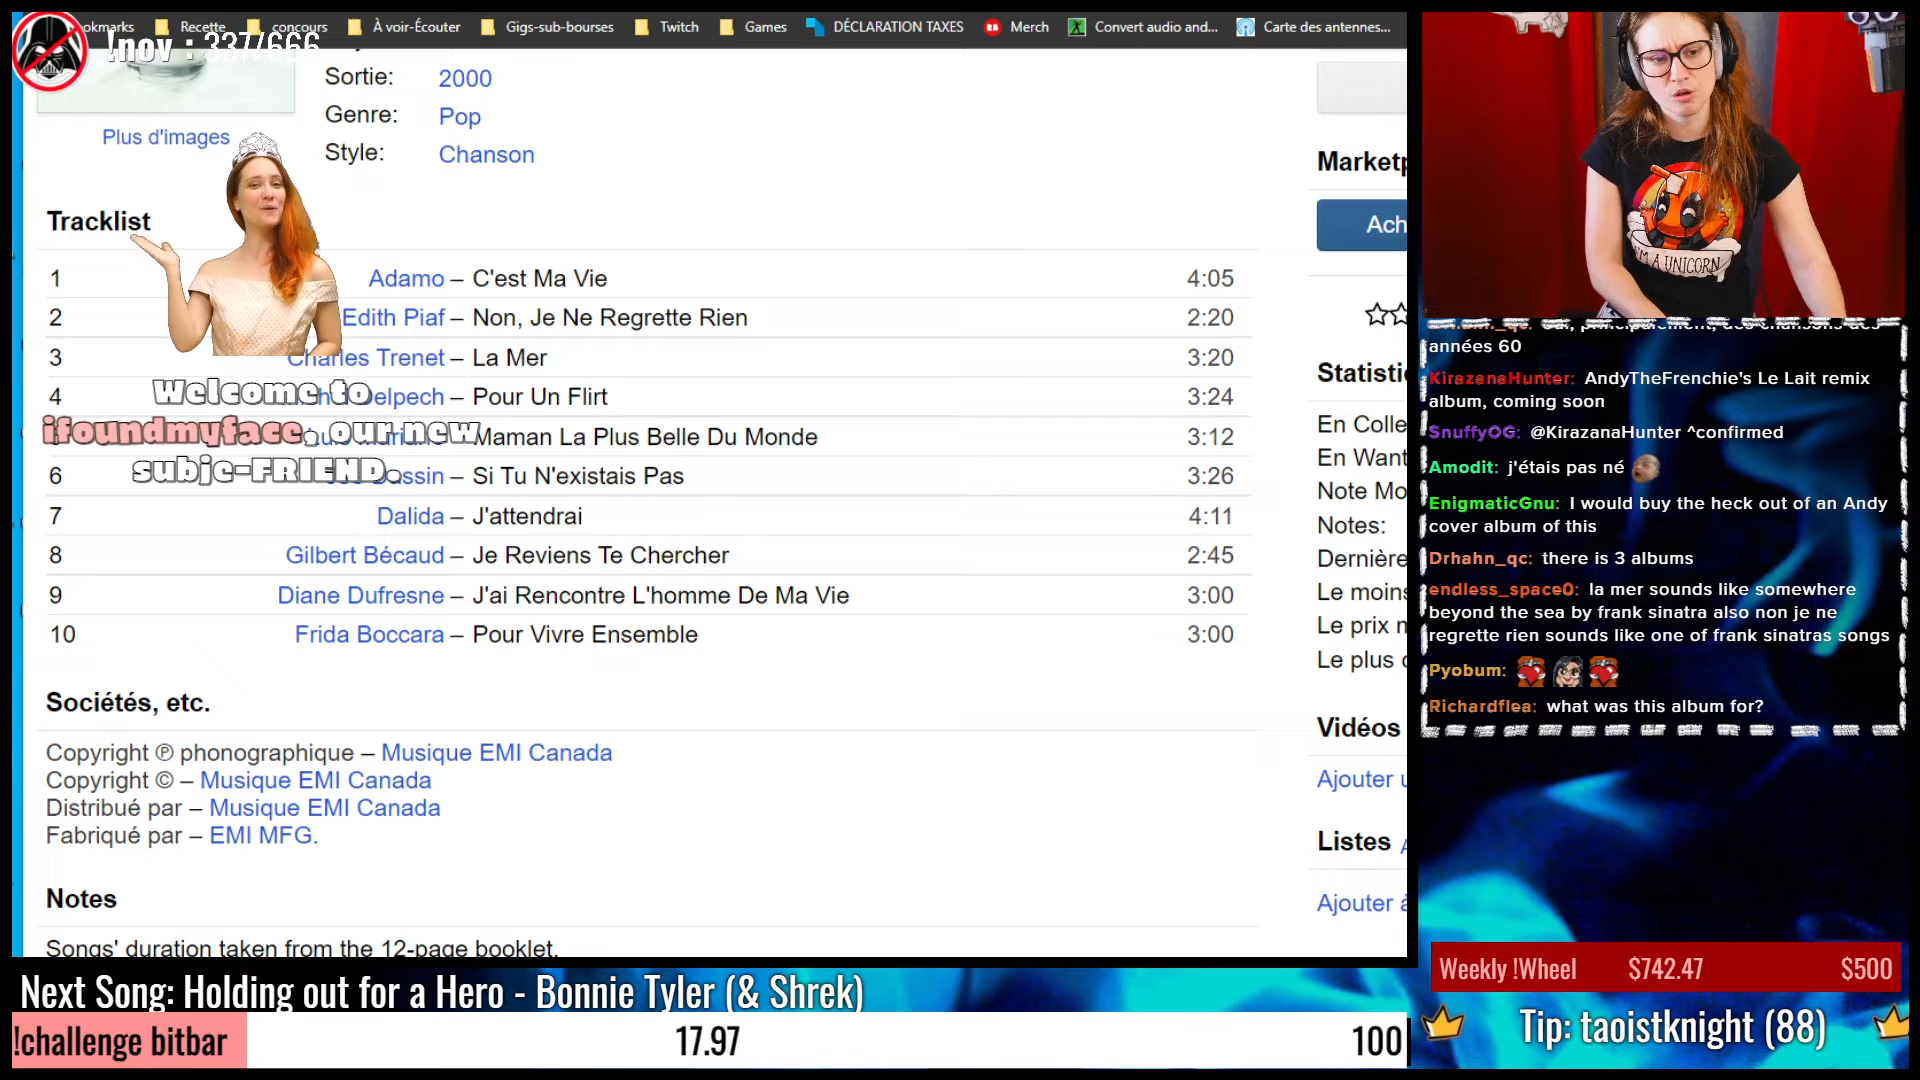 okmarks
Recette
concours
À voir-Écouter
Gigs-sub-bourses
Twitch
Games
DÉCLARATION TAXES
Merch
Convert audio and...
Carte des antennes...
!nov : 337/666
Sortie: 2000
Genre: Pop
Style: Chanson
Plus d'images
Tracklist
1 Adamo – C'est Ma Vie 4:05
2 Edith Piaf – Non, Je Ne Regrette Rien 2:20
3 Charles Trenet – La Mer 3:20
4 elpech – Pour Un Flirt 3:24
Maman La Plus Belle Du Monde 3:12
6 ssin – Si Tu N'existais Pas 3:26
7 Dalida – J'attendrai 4:11
8 Gilbert Bécaud – Je Reviens Te Chercher 2:45
9 Diane Dufresne – J'ai Rencontre L'homme De Ma Vie 3:00
10 Frida Boccara – Pour Vivre Ensemble 3:00
Welcome to
ifoundmyface, our new
subje-FRIEND.
Sociétés, etc.
Copyright ℗ phonographique – Musique EMI Canada
Copyright © – Musique EMI Canada
Distribué par – Musique EMI Canada
Fabriqué par – EMI MFG.
Notes
Songs' duration taken from the 12-page booklet.
Marketp
Ach
Statisti
En Colle
En Want
Note Mo
Notes:
Dernière
Le moins
Le prix m
Le plus
Vidéos
Ajouter u
Listes
Ajouter à
I'M A UNICORN
années 60
KirazanaHunter: AndyTheFrenchie's Le Lait remix
album, coming soon
SnuffyOG: @KirazanaHunter ^confirmed
Amodit: j'étais pas né
EnigmaticGnu: I would buy the heck out of an Andy
cover album of this
Drhahn_qc: there is 3 albums
endless_space0: la mer sounds like somewhere
beyond the sea by frank sinatra also non je ne
regrette rien sounds like one of frank sinatras songs
Pyobum:
Richardflea: what was this album for?
Weekly !Wheel $742.47 $500
Next Song: Holding out for a Hero - Bonnie Tyler (& Shrek)
!challenge bitbar 17.97 100
Tip: taoistknight (88)